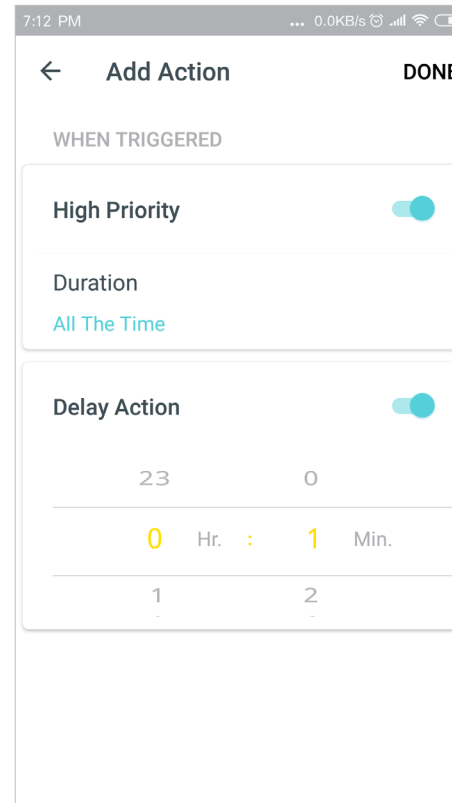 7:12 PM ... 0.0KB/s
Add Action DONE
WHEN TRIGGERED
High Priority
Duration
All The Time
Delay Action
23 0
0 Hr. : 1 Min.
1 2